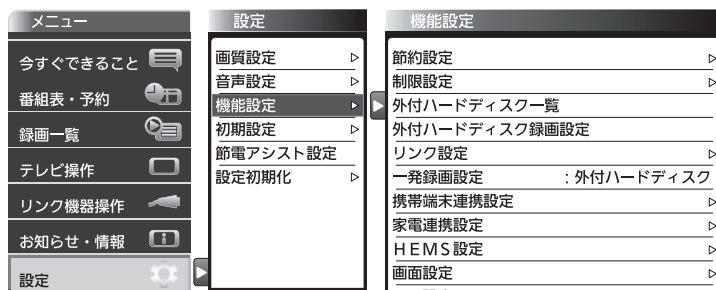 メニュー
今すぐできること
番組表・予約
録画一覧
テレビ操作
リンク機器操作
お知らせ・情報
設定
設定
画質設定
音声設定
機能設定
初期設定
節電アシスト設定
設定初期化
機能設定
節約設定
制限設定
外付ハードディスク一覧
外付ハードディスク録画設定
リンク設定
一発録画設定 :外付ハードディスク
携帯端末連携設定
家電連携設定
HEMS設定
画面設定